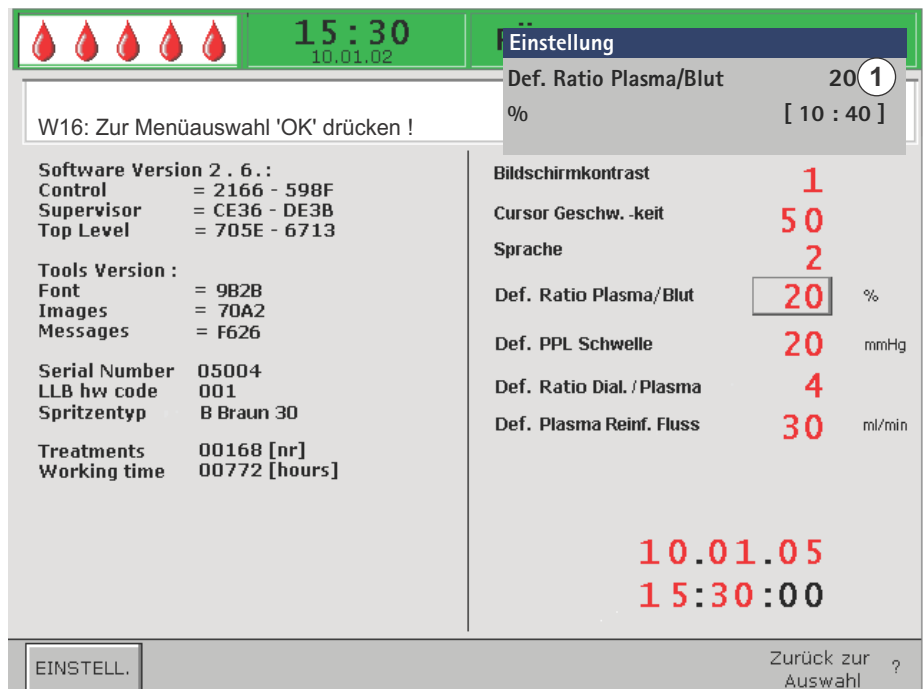 15:30
10.01.02
Einstellung
Def. Ratio Plasma/Blut 20 1
% [ 10 : 40 ]
W16: Zur Menüauswahl 'OK' drücken !
Software Version 2 . 6 . :
Control = 2166 - 598F
Supervisor = CE36 - DE3B
Top Level = 705E - 6713
Tools Version :
Font = 9B2B
Images = 70A2
Messages = F626
Serial Number 05004
LLB hw code 001
Spritzentyp B Braun 30
Treatments 00168 [nr]
Working time 00772 [hours]
Bildschirmkontrast 1
Cursor Geschw. -keit 50
Sprache 2
Def. Ratio Plasma/Blut 20 %
Def. PPL Schwelle 20 mmHg
Def. Ratio Dial. /Plasma 4
Def. Plasma Reinf. Fluss 30 ml/min
10.01.05
15:30:00
EINSTELL.
Zurück zur ?
Auswahl